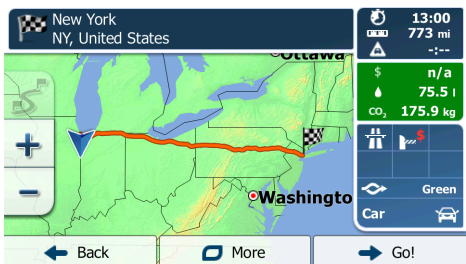 New York
NY, United States
13:00
773 mi
-:--
Ottawa
$ n/a
75.5 l
CO2 175.9 kg
$
Washingto
Green
Car
Back
More
Go!